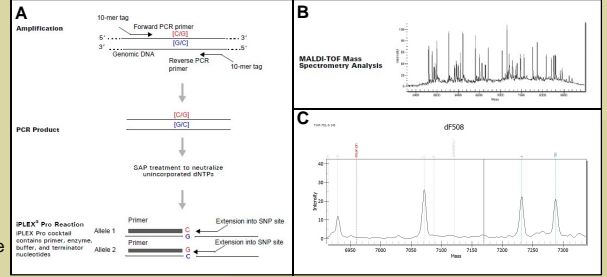 A
10-mer tag
Amplification
Forward PCR primer
[C/G]
5' 3'
[G/C]
3' 5'
Genomic DNA
Reverse PCR
primer
10-mer tag
PCR Product
[C/G]
[G/C]
SAP treatment to neutralize
unincorporated dNTPs
iPLEX® Pro Reaction
iPLEX Pro cocktail
contains primer, enzyme,
buffer, and terminator
nucleotides
Primer
Extension into SNP site
Allele 1
C
G
Primer
Extension into SNP site
Allele 2
G
C
e
B
MALDI-TOF Mass
Spectrometry Analysis
Mass
C
dF508
Intensity
40
30
20
10
0
6950 7000 7050 7100 7150 7200 7250 7300
Mass